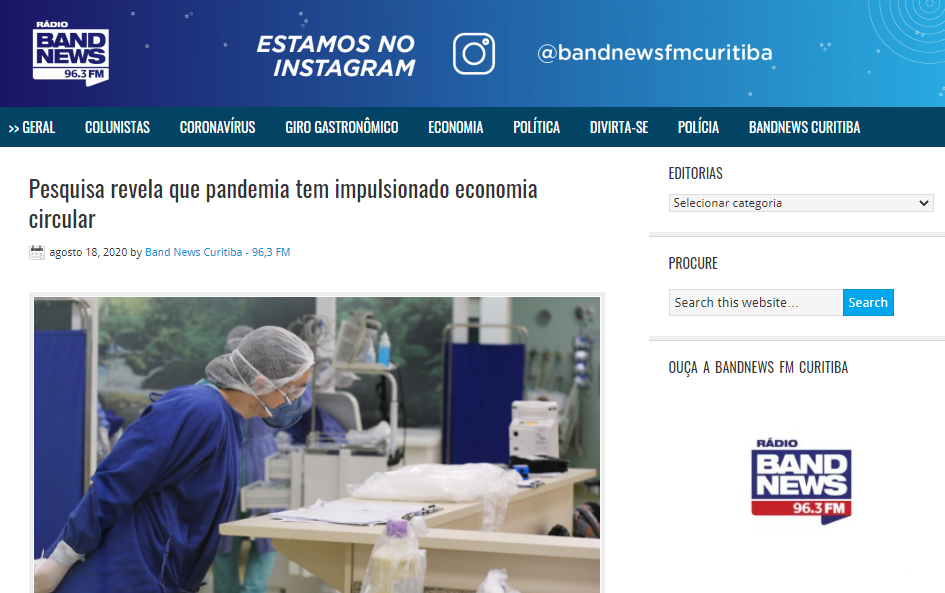 RÁDIO
BAND
NEWS
96.3 FM
ESTAMOS NO
INSTAGRAM
@bandnewsfmcuritiba
>> GERAL COLUNISTAS CORONAVÍRUS GIRO GASTRONÔMICO ECONOMIA POLÍTICA DIVIRTA-SE POLÍCIA BANDNEWS CURITIBA
Pesquisa revela que pandemia tem impulsionado economia
circular
agosto 18, 2020 by Band News Curitiba - 96,3 FM
EDITORIAS
Selecionar categoria
PROCURE
Search this website… Search
OUÇA A BANDNEWS FM CURITIBA
RÁDIO
BAND
NEWS
96.3 FM